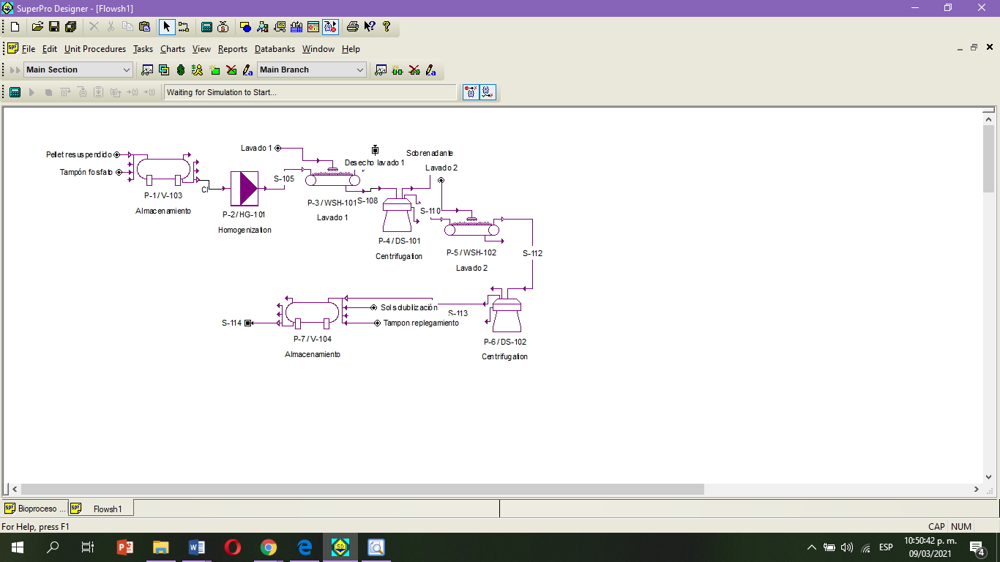 SuperPro Designer - [Flowsh1]
File Edit Unit Procedures Tasks Charts View Reports Databanks Window Help
Main Section Main Branch
Waiting for Simulation to Start...
Lavado 1
Pellet resuspendido
Sobrenadante
Desecho lavado 1
Lavado 2
Tampón fosfato
S-105
CI
P-1 / V-103
Almacenamiento
P-3 / WSH-101
S-108
S-110
P-2 / HG-101
Lavado 1
Homogenization
P-4 / DS-101
Centrifugation
P-5 / WSH-102
S-112
Lavado 2
Sol solubilización
S-113
S-114
Tampon replegamiento
P-7 / V-104
P-6 / DS-102
Almacenamiento
Centrifugation
Bioproceso ... Flowsh1
For Help, press F1
CAP NUM
ESP
10:50:42 p. m.
09/03/2021
4